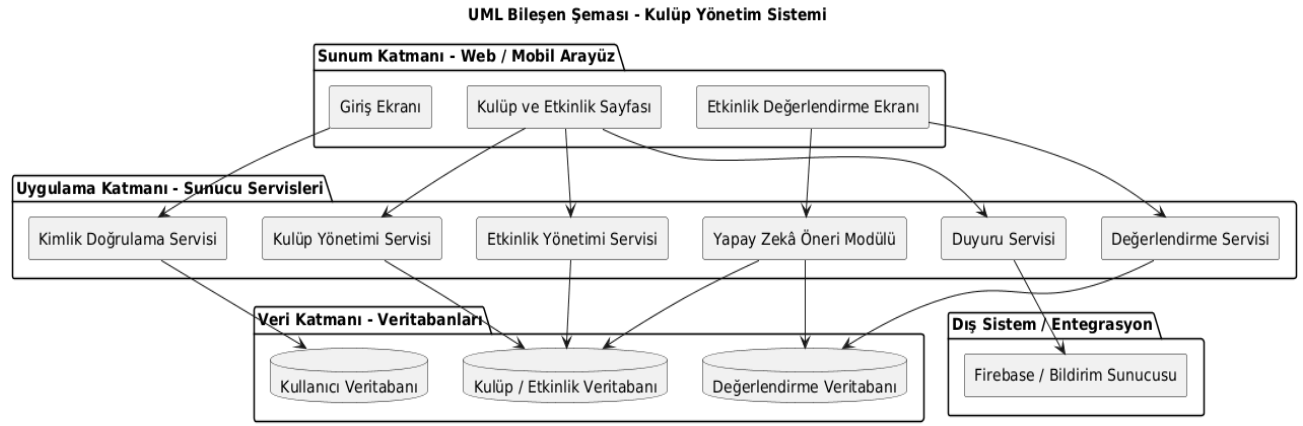 UML Bileşen Şeması - Kulüp Yönetim Sistemi
Sunum Katmanı - Web / Mobil Arayüz
Giriş Ekranı
Kulüp ve Etkinlik Sayfası
Etkinlik Değerlendirme Ekranı
Uygulama Katmanı - Sunucu Servisleri
Kimlik Doğrulama Servisi
Kulüp Yönetimi Servisi
Etkinlik Yönetimi Servisi
Yapay Zekâ Öneri Modülü
Duyuru Servisi
Değerlendirme Servisi
Veri Katmanı - Veritabanları
Kullanıcı Veritabanı
Kulüp / Etkinlik Veritabanı
Değerlendirme Veritabanı
Dış Sistem / Entegrasyon
Firebase / Bildirim Sunucusu